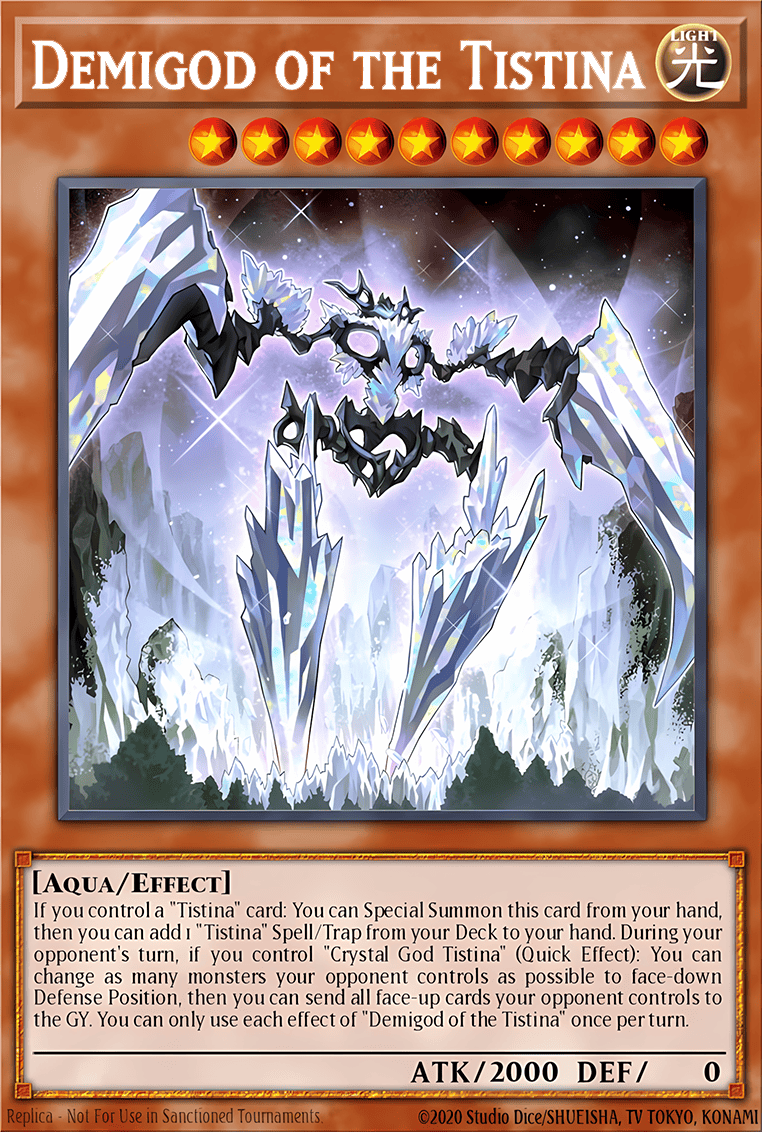 Demigod of the Tistina
LIGHT
光
[Aqua/Effect]
If you control a "Tistina" card: You can Special Summon this card from your hand,
then you can add 1 "Tistina" Spell/Trap from your Deck to your hand. During your
opponent's turn, if you control "Crystal God Tistina" (Quick Effect): You can
change as many monsters your opponent controls as possible to face-down
Defense Position, then you can send all face-up cards your opponent controls to
the GY. You can only use each effect of "Demigod of the Tistina" once per turn.
ATK/2000 DEF/ 0
Replica - Not For Use in Sanctioned Tournaments. ©2020 Studio Dice/SHUEISHA, TV TOKYO, KONAMI